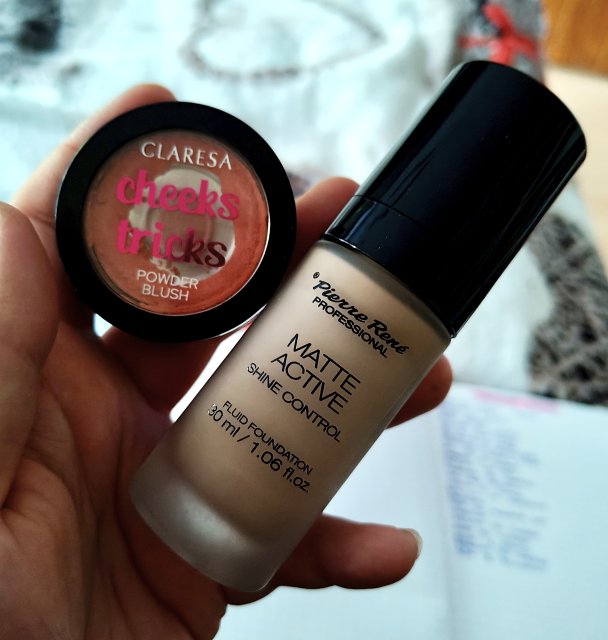 CLARESA
cheeks
tricks
POWDER
BLUSH
Pierre René
PROFESSIONAL
MATTE
ACTIVE
SHINE CONTROL
FLUID FOUNDATION
30 ml / 1.06 fl.oz.